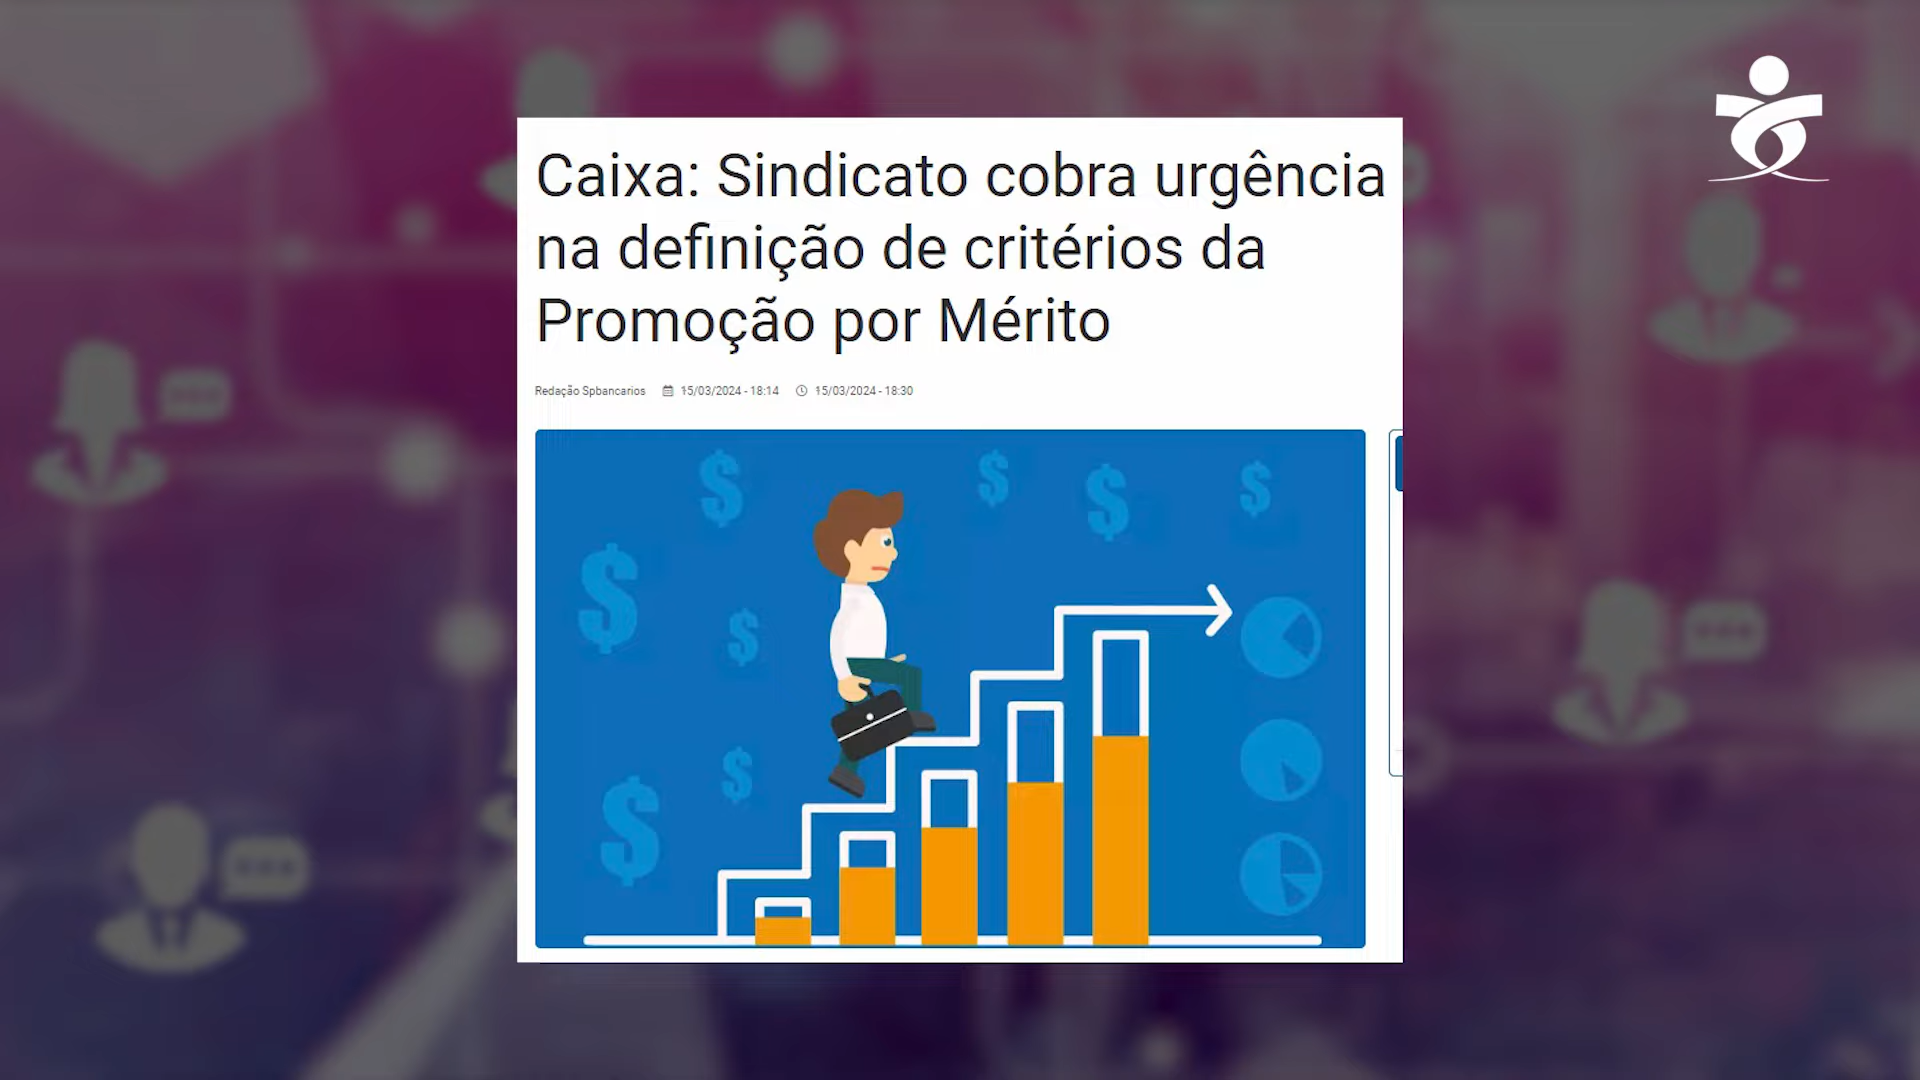 Caixa: Sindicato cobra urgência
na definição de critérios da
Promoção por Mérito
Redação Spbancarios 15/03/2024 - 18:14 15/03/2024 - 18:30